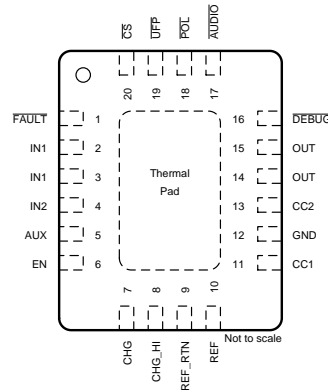 CS UFP POL AUDIO
20 19 18 17
FAULT 1 16 DEBUG
IN1 2 15 OUT
IN1 3 Thermal Pad 14 OUT
IN2 4 13 CC2
AUX 5 12 GND
EN 6 11 CC1
7 8 9 10
CHG CHG_HI REF_RTN REF
Not to scale